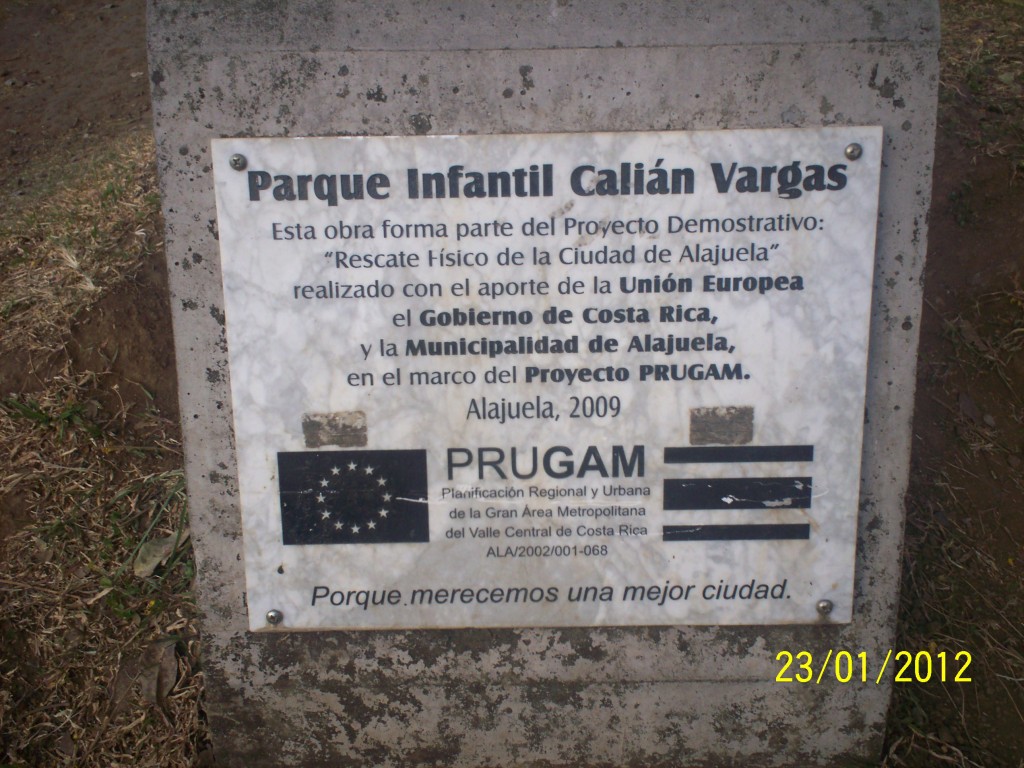 Parque Infantil Calián Vargas
Esta obra forma parte del Proyecto Demostrativo:
"Rescate Físico de la Ciudad de Alajuela"
realizado con el aporte de la Unión Europea
el Gobierno de Costa Rica,
y la Municipalidad de Alajuela,
en el marco del Proyecto PRUGAM.
Alajuela, 2009
PRUGAM
Planificación Regional y Urbana
de la Gran Área Metropolitana
del Valle Central de Costa Rica
ALA/2002/001-068
Porque merecemos una mejor ciudad.
23/01/2012